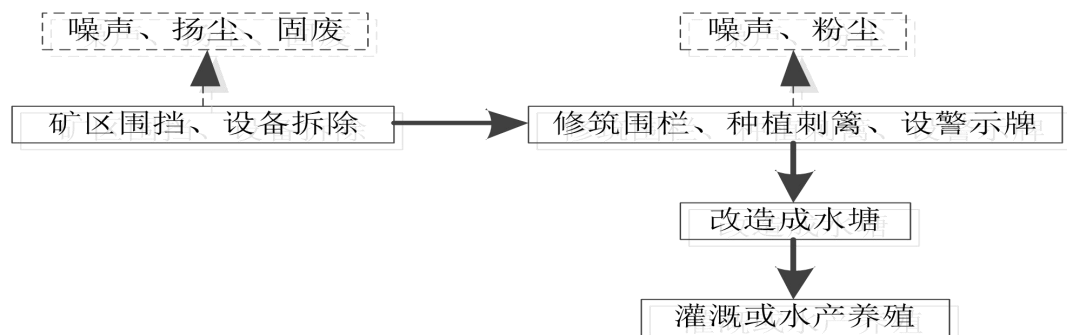 噪声、扬尘、固废
噪声、粉尘
矿区围挡、设备拆除
修筑围栏、种植刺篱、设警示牌
改造成水塘
灌溉或水产养殖